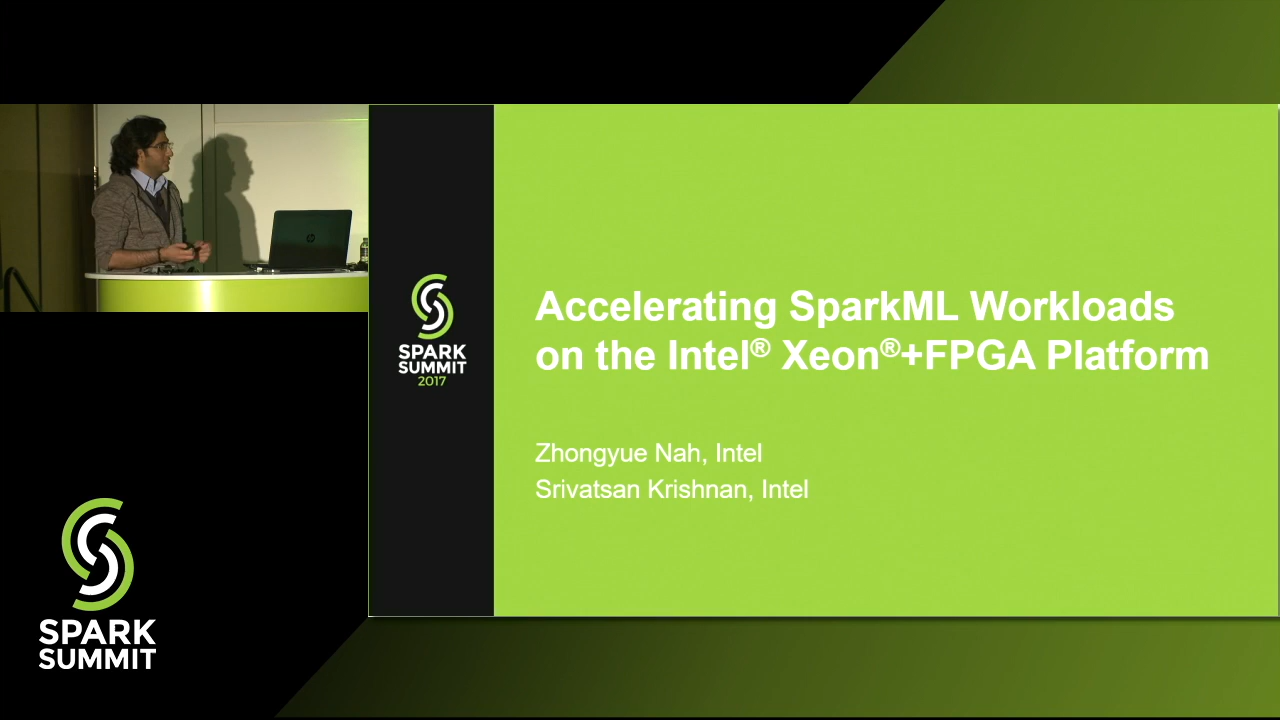 Accelerating SparkML Workloads
on the Intel® Xeon®+FPGA Platform
Zhongyue Nah, Intel
Srivatsan Krishnan, Intel
SPARK
SUMMIT
2017
SPARK
SUMMIT
hp